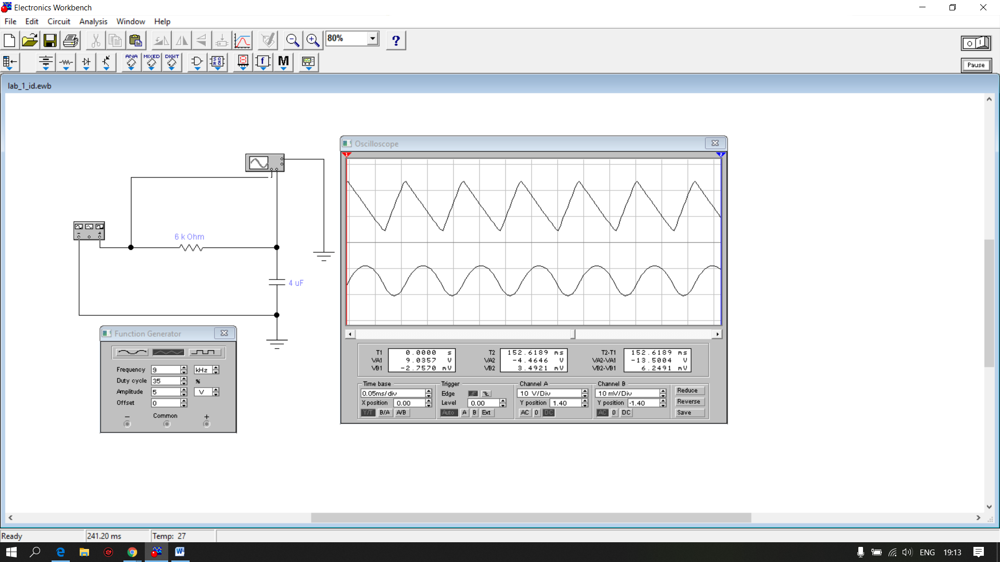 Electronics Workbench
File Edit Circuit Analysis Window Help
80% ?
ANA MIXED DIGIT
f M
O I
Pause
lab_1_id.ewb
6 k Ohm
4 uF
Oscilloscope
1 2
T1 0.0000 s
VA1 9.0357 V
VB1 -2.7570 mV
T2 152.6189 ms
VA2 -4.4646 V
VB2 3.4921 mV
T2-T1 152.6189 ms
VA2-VA1 -13.5004 V
VB2-VB1 6.2491 mV
Time base
0.05ms/div
X position 0.00
Y/T B/A A/B
Trigger
Edge
Level 0.00
Auto A B Ext
Channel A
10 V/Div
Y position 1.40
AC 0 DC
Channel B
10 mV/Div
Y position -1.40
AC 0 DC
Reduce
Reverse
Save
Function Generator
Frequency 9 kHz
Duty cycle 35 %
Amplitude 5 V
Offset 0
− Common +
Ready 241.20 ms Temp: 27
ENG 19:13